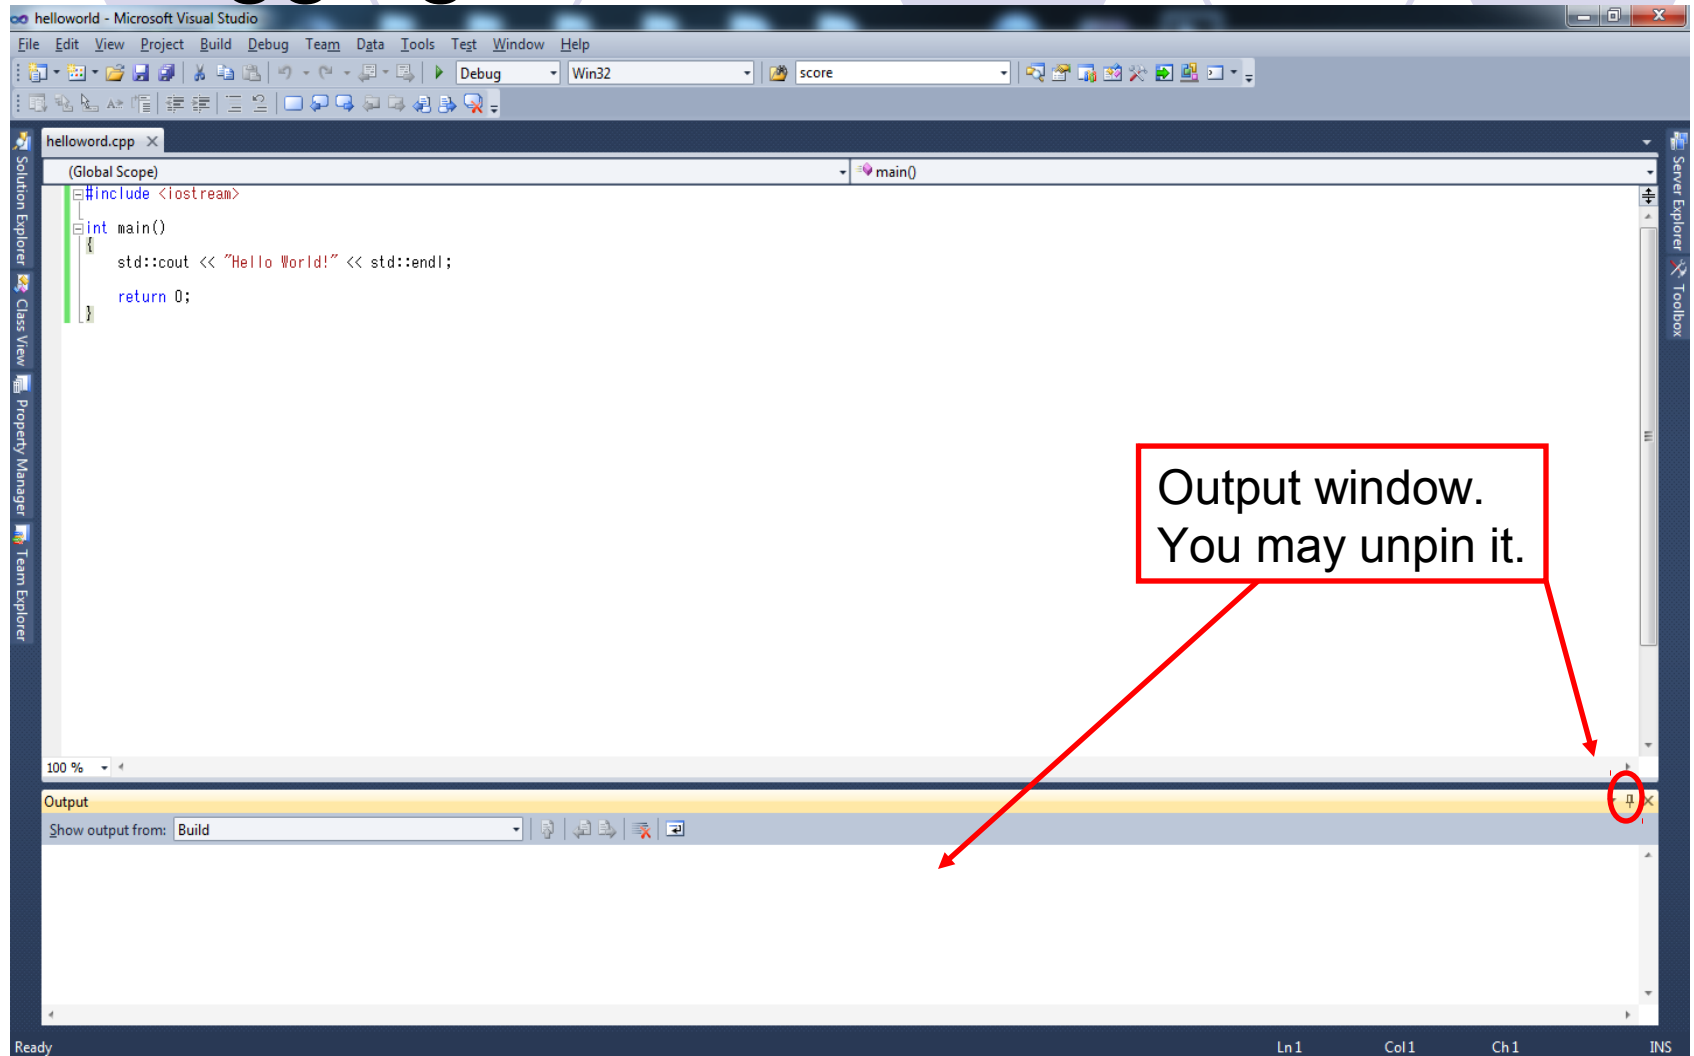 helloworld - Microsoft Visual Studio
File Edit View Project Build Debug Team Data Tools Test Window Help
Debug Win32 score
helloword.cpp
(Global Scope) main()
#include <iostream>
int main()
{
std::cout << "Hello World!" << std::endl;
return 0;
}
Solution Explorer
Class View
Property Manager
Team Explorer
Server Explorer
Toolbox
Output window.
You may unpin it.
100 %
Output
Show output from: Build
Ready Ln 1 Col 1 Ch 1 INS